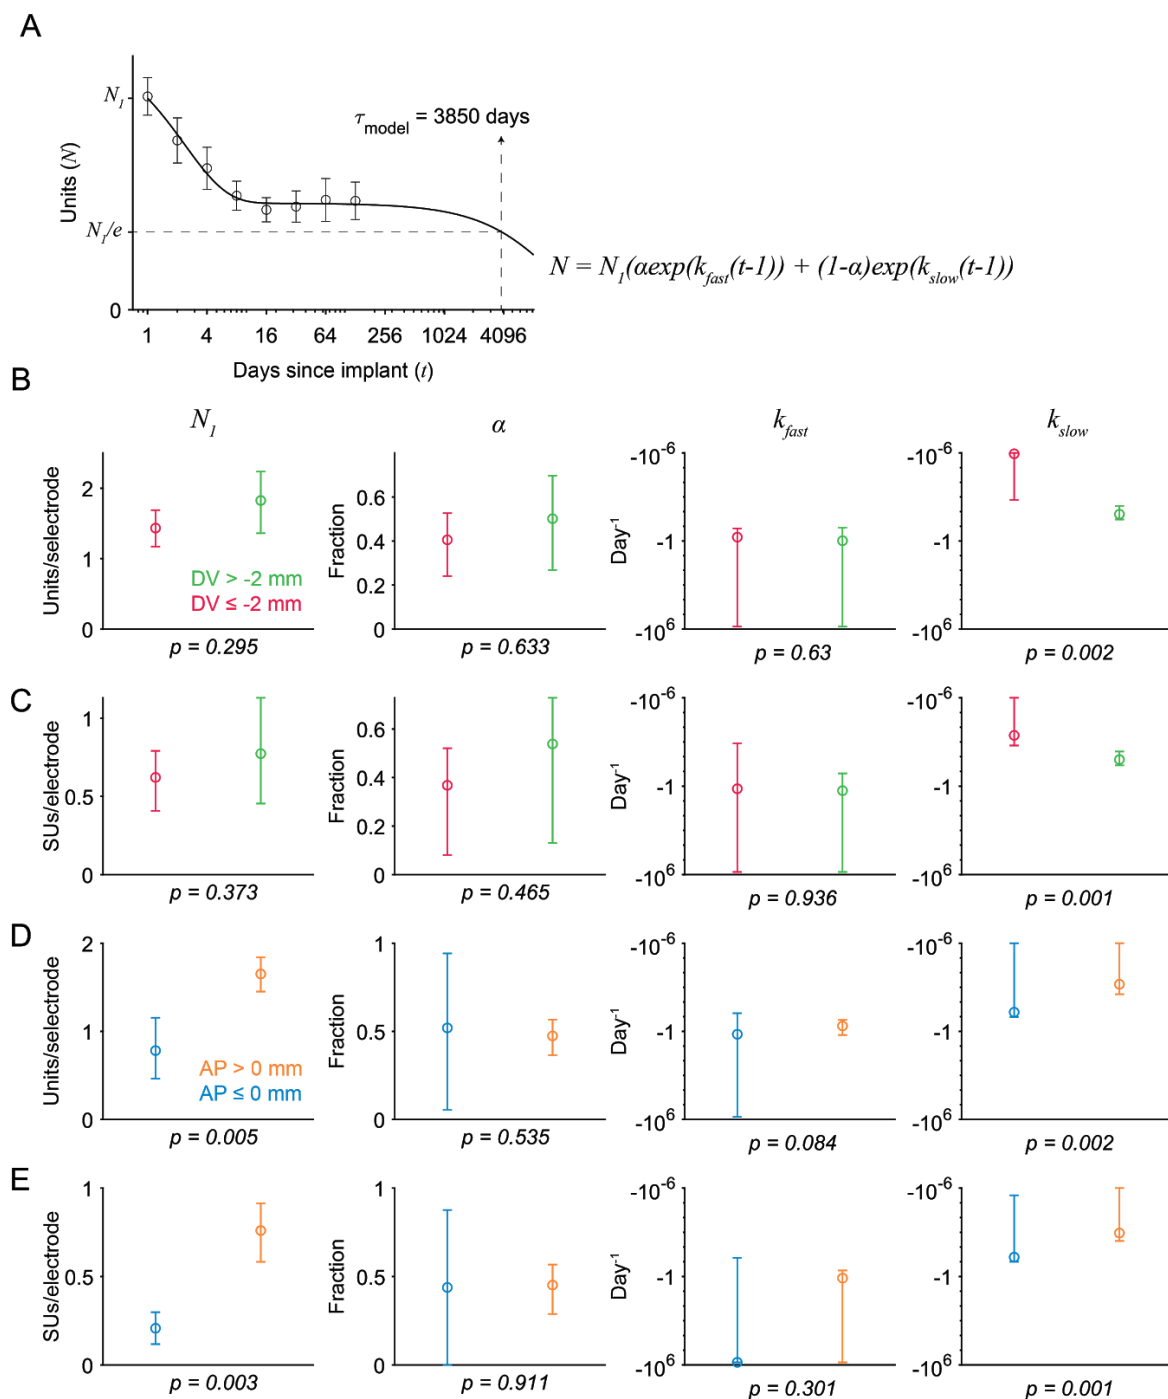 A
Units (N)
N1
N1/e
0
τmodel = 3850 days
1 4 16 64 256 1024 4096
Days since implant (t)
N = N1(αexp(kfast(t-1)) + (1-α)exp(kslow(t-1))
B
N1 α kfast kslow
Units/selectrode
2
1
0
DV > -2 mm
DV ≤ -2 mm
p = 0.295
Fraction
0.6
0.4
0.2
0
p = 0.633
Day-1
-10-6
-1
-106
p = 0.63
-10-6
-1
-106
p = 0.002
C
SUs/electrode
1
0.5
0
p = 0.373
Fraction
0.6
0.4
0.2
0
p = 0.465
Day-1
-10-6
-1
-106
p = 0.936
-10-6
-1
-106
p = 0.001
D
Units/selectrode
2
1
0
AP > 0 mm
AP ≤ 0 mm
p = 0.005
Fraction
1
0.5
0
p = 0.535
Day-1
-10-6
-1
-106
p = 0.084
-10-6
-1
-106
p = 0.002
E
SUs/electrode
1
0.5
0
p = 0.003
Fraction
1
0.5
0
p = 0.911
Day-1
-10-6
-1
-106
p = 0.301
-10-6
-1
-106
p = 0.001